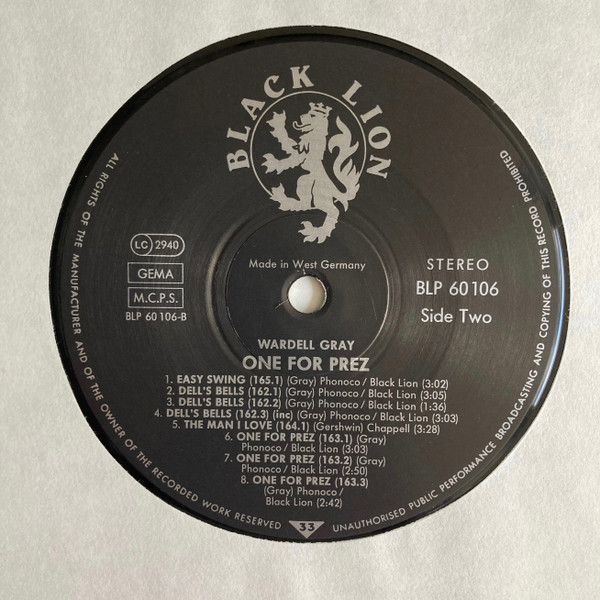 BLACK LION
ALL RIGHTS OF THE MANUFACTURER AND OF THE OWNER OF THE RECORDED WORK RESERVED
UNAUTHORISED PUBLIC PERFORMANCE BROADCASTING AND COPYING OF THIS RECORD PROHIBITED
LC 2940
GEMA
M.C.P.S.
BLP 60 106-B
Made in West Germany
STEREO
BLP 60 106
Side Two
WARDELL GRAY
ONE FOR PREZ
1. EASY SWING (165.1) (Gray) Phonoco / Black Lion (3:02)
2. DELL'S BELLS (162.1) (Gray) Phonoco / Black Lion (3:05)
3. DELL'S BELLS (162.2) (Gray) Phonoco / Black Lion (1:36)
4. DELL'S BELLS (162.3) (inc) (Gray) Phonoco / Black Lion (3:03)
5. THE MAN I LOVE (164.1) (Gershwin) Chappell (3:28)
6. ONE FOR PREZ (163.1) (Gray)
Phonoco / Black Lion (3:03)
7. ONE FOR PREZ (163.2) (Gray)
Phonoco / Black Lion (2:50)
8. ONE FOR PREZ (163.3)
(Gray) Phonoco /
Black Lion (2:42)
33